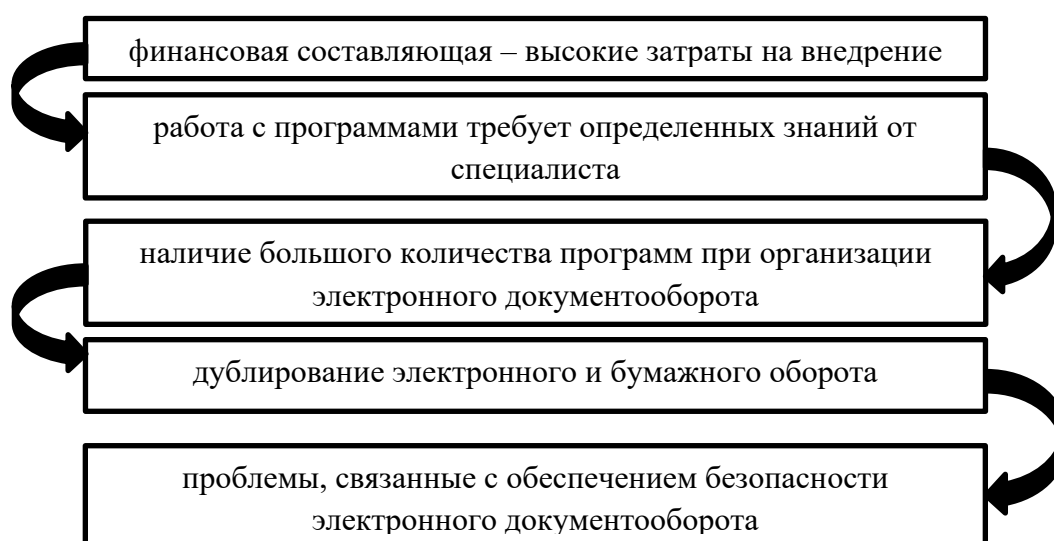 финансовая составляющая – высокие затраты на внедрение
работа с программами требует определенных знаний от
специалиста
наличие большого количества программ при организации
электронного документооборота
дублирование электронного и бумажного оборота
проблемы, связанные с обеспечением безопасности
электронного документооборота